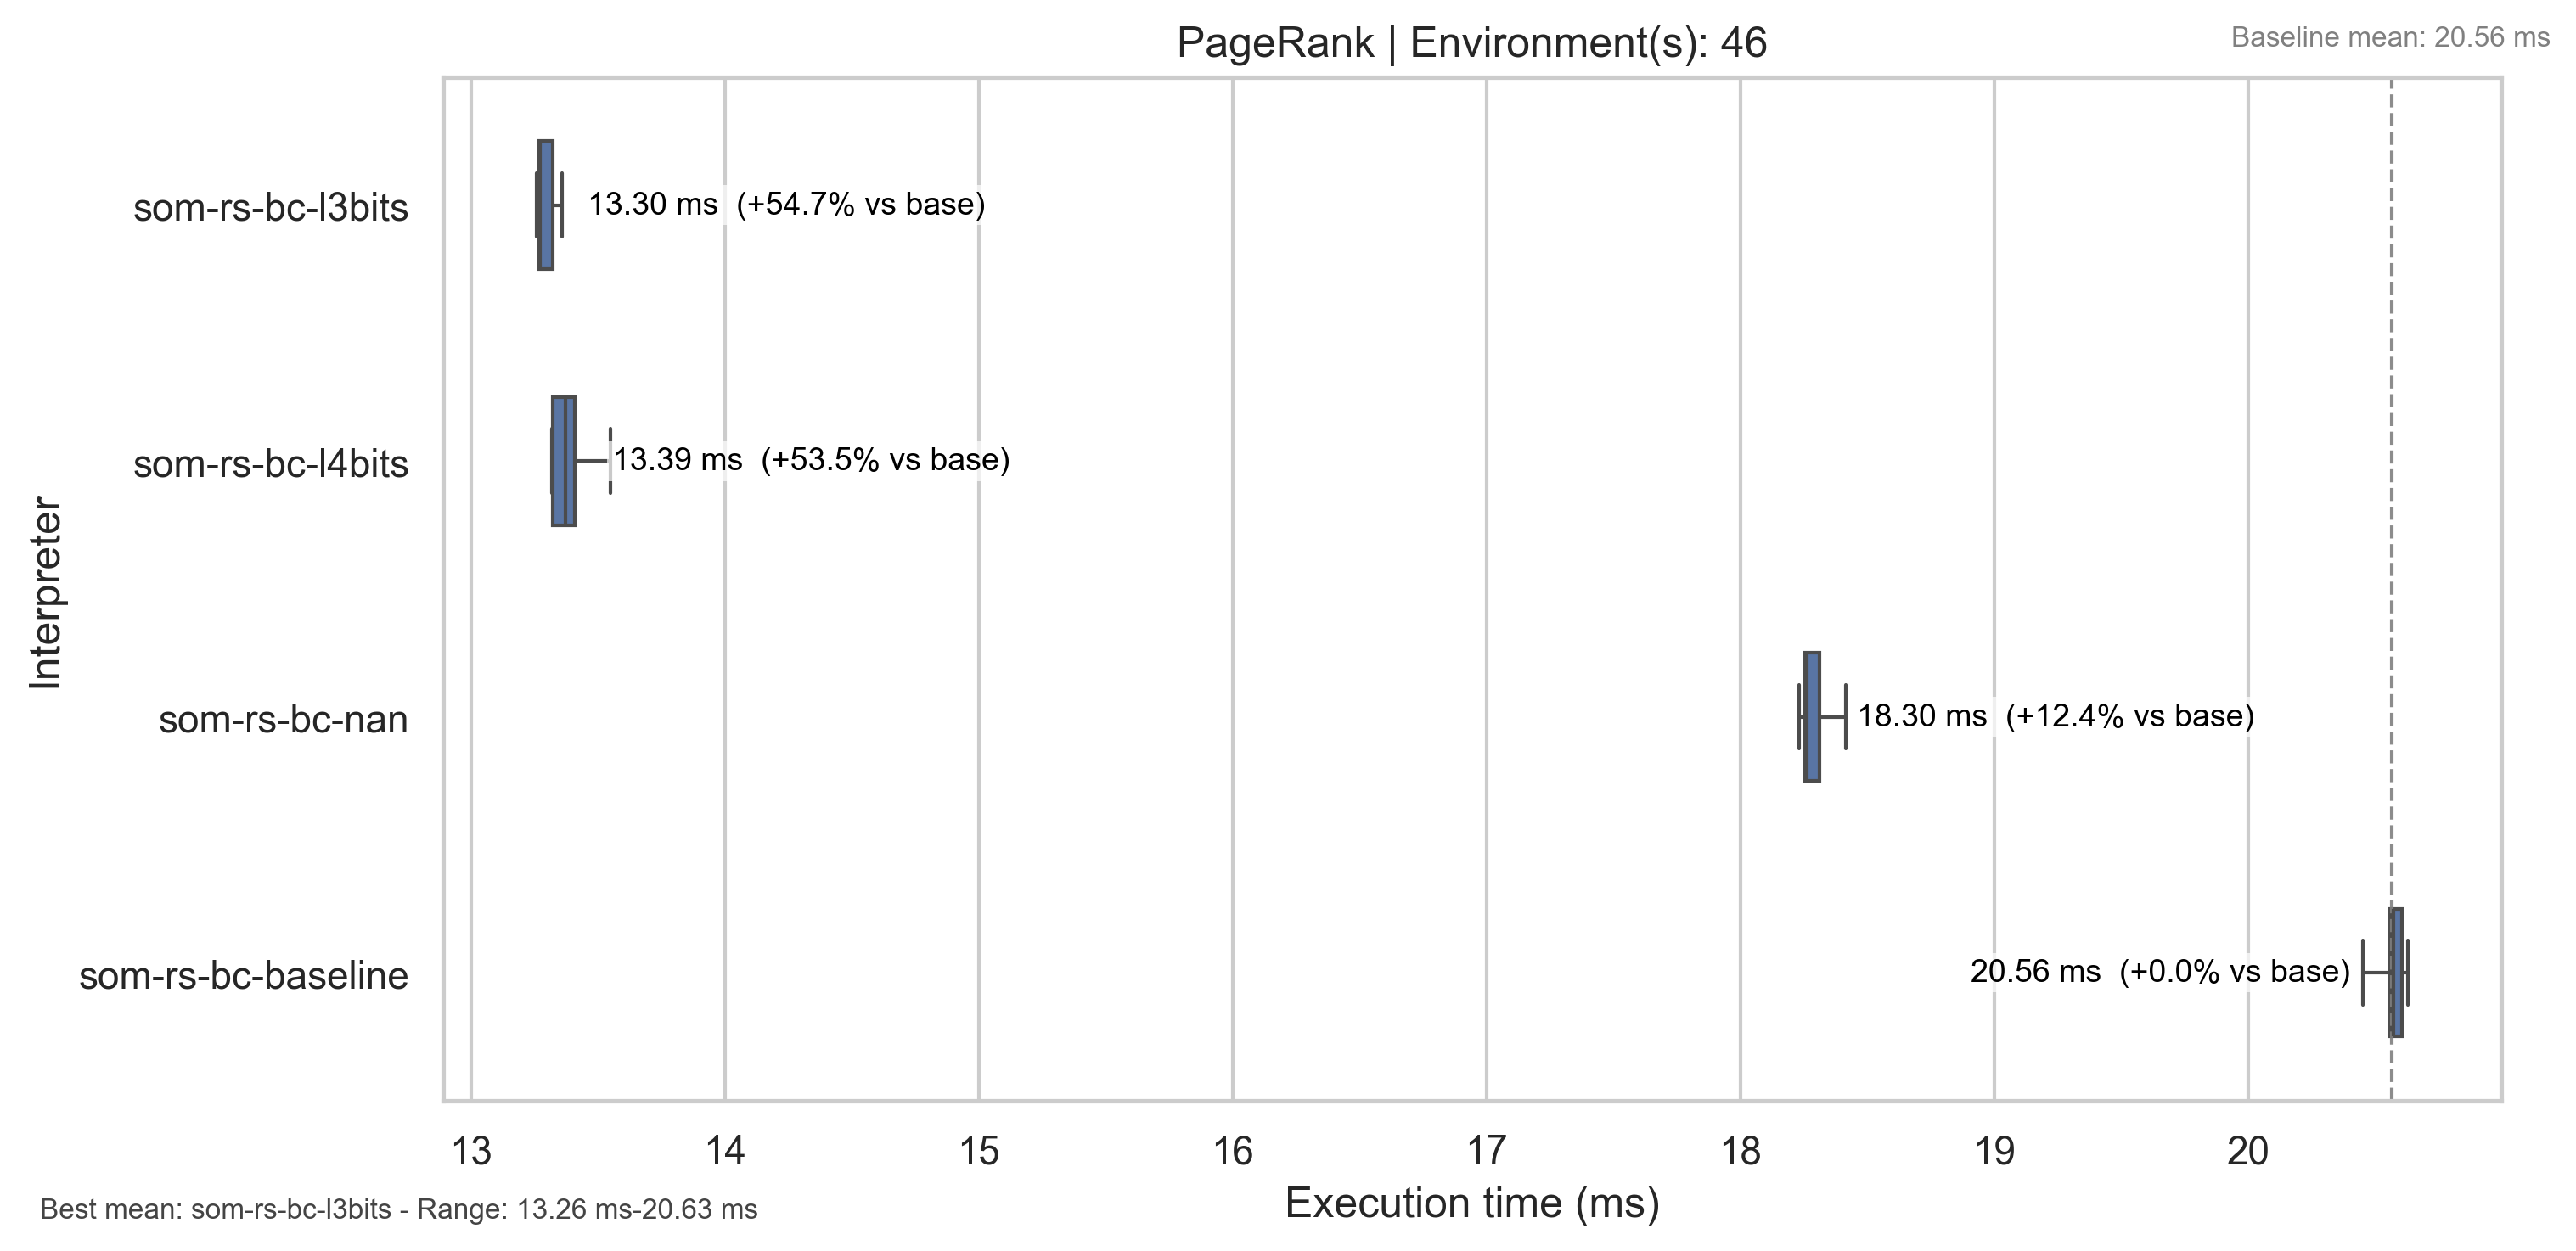 PageRank | Environment(s): 46
Baseline mean: 20.56 ms
Interpreter
som-rs-bc-l3bits
13.30 ms (+54.7% vs base)
som-rs-bc-l4bits
13.39 ms (+53.5% vs base)
som-rs-bc-nan
18.30 ms (+12.4% vs base)
som-rs-bc-baseline
20.56 ms (+0.0% vs base)
13 14 15 16 17 18 19 20
Execution time (ms)
Best mean: som-rs-bc-l3bits - Range: 13.26 ms-20.63 ms